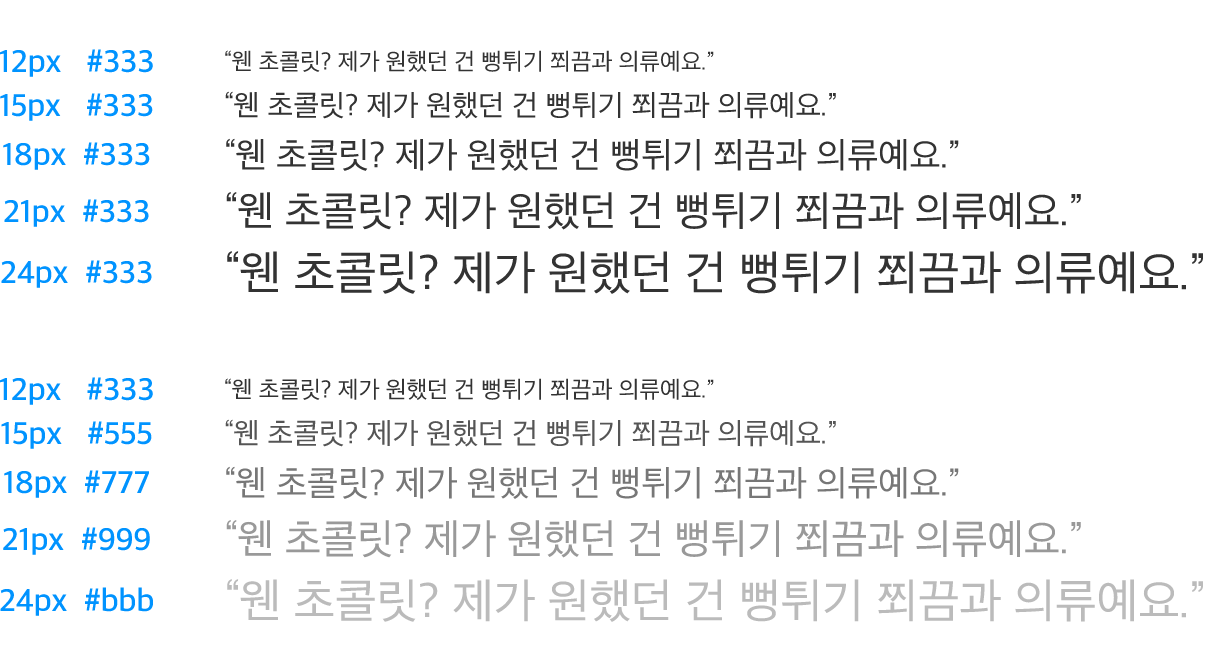 12px #333 “웬 초콜릿? 제가 원했던 건 뻥튀기 쬐끔과 의류예요.”
15px #333 “웬 초콜릿? 제가 원했던 건 뻥튀기 쬐끔과 의류예요.”
18px #333 “웬 초콜릿? 제가 원했던 건 뻥튀기 쬐끔과 의류예요.”
21px #333 “웬 초콜릿? 제가 원했던 건 뻥튀기 쬐끔과 의류예요.”
24px #333 “웬 초콜릿? 제가 원했던 건 뻥튀기 쬐끔과 의류예요.”
12px #333 “웬 초콜릿? 제가 원했던 건 뻥튀기 쬐끔과 의류예요.”
15px #555 “웬 초콜릿? 제가 원했던 건 뻥튀기 쬐끔과 의류예요.”
18px #777 “웬 초콜릿? 제가 원했던 건 뻥튀기 쬐끔과 의류예요.”
21px #999 “웬 초콜릿? 제가 원했던 건 뻥튀기 쬐끔과 의류예요.”
24px #bbb “웬 초콜릿? 제가 원했던 건 뻥튀기 쬐끔과 의류예요.”